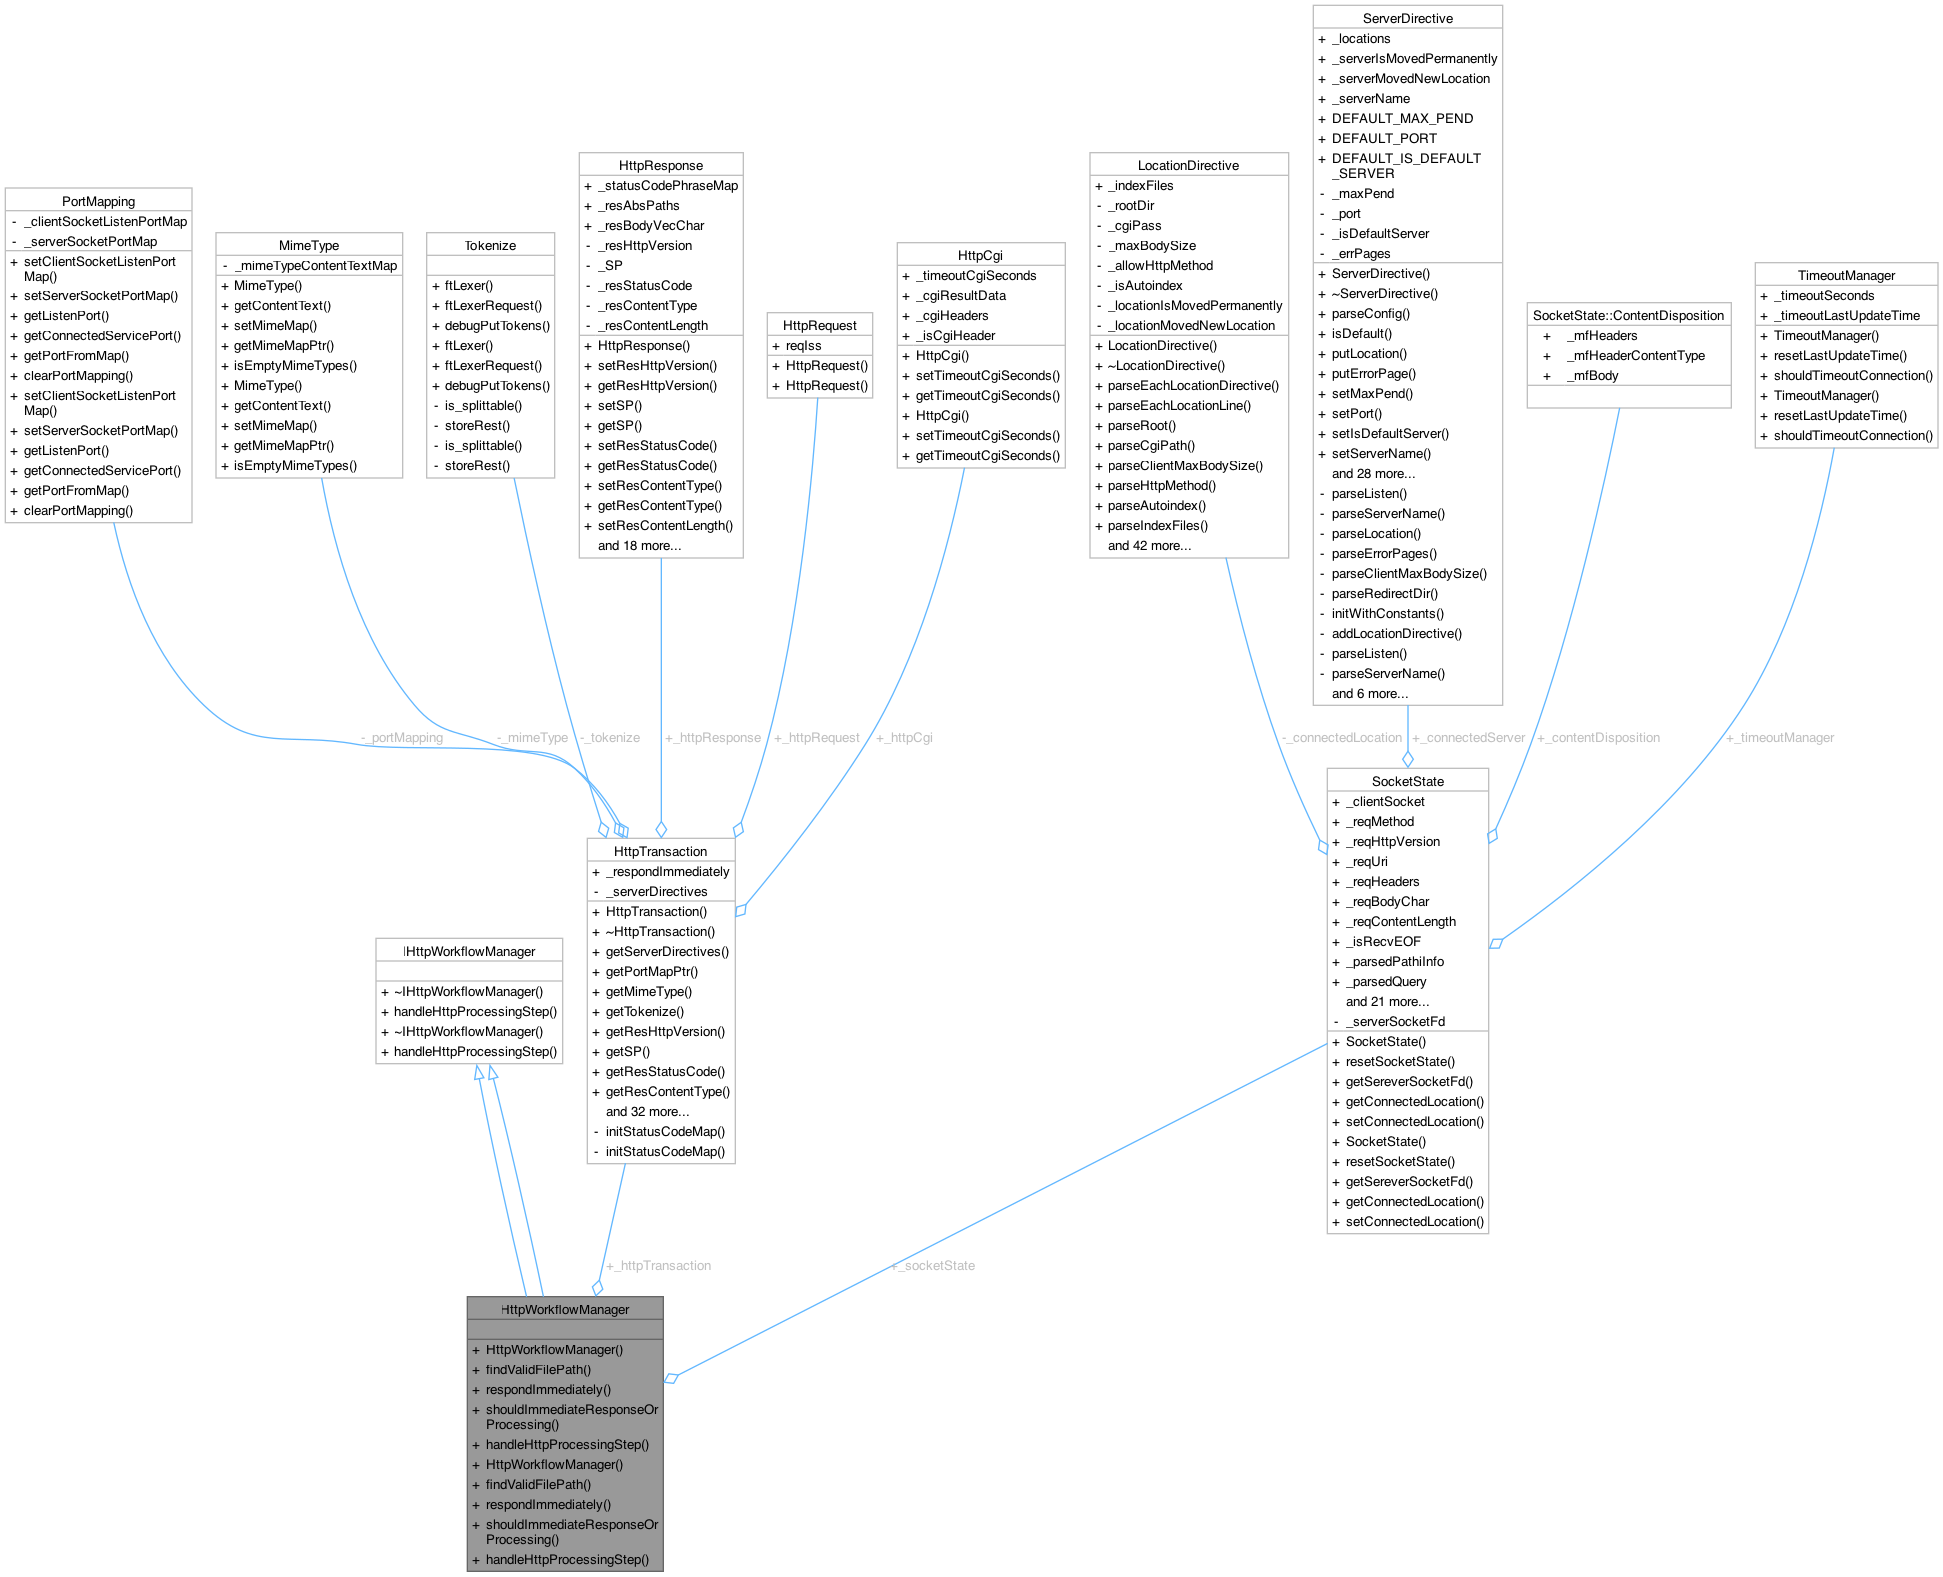 ServerDirective
+ _locations
+ _serverIsMovedPermanently
+ _serverMovedNewLocation
+ _serverName
+ DEFAULT_MAX_PEND
+ DEFAULT_PORT
+ DEFAULT_IS_DEFAULT
_SERVER
- _maxPend
- _port
- _isDefaultServer
- _errPages
+ ServerDirective()
+ ~ServerDirective()
+ parseConfig()
+ isDefault()
+ putLocation()
+ putErrorPage()
+ setMaxPend()
+ setPort()
+ setIsDefaultServer()
+ setServerName()
and 28 more...
- parseListen()
- parseServerName()
- parseLocation()
- parseErrorPages()
- parseClientMaxBodySize()
- parseRedirectDir()
- initWithConstants()
- addLocationDirective()
- parseListen()
- parseServerName()
and 6 more...
PortMapping
- _clientSocketListenPortMap
- _serverSocketPortMap
+ setClientSocketListenPort
Map()
+ setServerSocketPortMap()
+ getListenPort()
+ getConnectedServicePort()
+ getPortFromMap()
+ clearPortMapping()
+ setClientSocketListenPort
Map()
+ setServerSocketPortMap()
+ getListenPort()
+ getConnectedServicePort()
+ getPortFromMap()
+ clearPortMapping()
MimeType
- _mimeTypeContentTextMap
+ MimeType()
+ getContentText()
+ setMimeMap()
+ getMimeMapPtr()
+ isEmptyMimeTypes()
+ MimeType()
+ getContentText()
+ setMimeMap()
+ getMimeMapPtr()
+ isEmptyMimeTypes()
Tokenize
+ ftLexer()
+ ftLexerRequest()
+ debugPutTokens()
+ ftLexer()
+ ftLexerRequest()
+ debugPutTokens()
- is_splittable()
- storeRest()
- is_splittable()
- storeRest()
HttpResponse
+ _statusCodePhraseMap
+ _resAbsPaths
+ _resBodyVecChar
- _resHttpVersion
- _SP
- _resStatusCode
- _resContentType
- _resContentLength
+ HttpResponse()
+ setResHttpVersion()
+ getResHttpVersion()
+ setSP()
+ getSP()
+ setResStatusCode()
+ getResStatusCode()
+ setResContentType()
+ getResContentType()
+ setResContentLength()
and 18 more...
HttpRequest
+ reqIss
+ HttpRequest()
+ HttpRequest()
HttpCgi
+ _timeoutCgiSeconds
+ _cgiResultData
+ _cgiHeaders
+ _isCgiHeader
+ HttpCgi()
+ setTimeoutCgiSeconds()
+ getTimeoutCgiSeconds()
+ HttpCgi()
+ setTimeoutCgiSeconds()
+ getTimeoutCgiSeconds()
LocationDirective
+ _indexFiles
- _rootDir
- _cgiPass
- _maxBodySize
- _allowHttpMethod
- _isAutoindex
- _locationIsMovedPermanently
- _locationMovedNewLocation
+ LocationDirective()
+ ~LocationDirective()
+ parseEachLocationDirective()
+ parseEachLocationLine()
+ parseRoot()
+ parseCgiPath()
+ parseClientMaxBodySize()
+ parseHttpMethod()
+ parseAutoindex()
+ parseIndexFiles()
and 42 more...
SocketState::ContentDisposition
+ _mfHeaders
+ _mfHeaderContentType
+ _mfBody
TimeoutManager
+ _timeoutSeconds
+ _timeoutLastUpdateTime
+ TimeoutManager()
+ resetLastUpdateTime()
+ shouldTimeoutConnection()
+ TimeoutManager()
+ resetLastUpdateTime()
+ shouldTimeoutConnection()
-_portMapping
-_mimeType
-_tokenize
+_httpResponse
+_httpRequest
+_httpCgi
-_connectedLocation
+_connectedServer
+_contentDisposition
+_timeoutManager
HttpTransaction
+ _respondImmediately
- _serverDirectives
+ HttpTransaction()
+ ~HttpTransaction()
+ getServerDirectives()
+ getPortMapPtr()
+ getMimeType()
+ getTokenize()
+ getResHttpVersion()
+ getSP()
+ getResStatusCode()
+ getResContentType()
and 32 more...
- initStatusCodeMap()
- initStatusCodeMap()
SocketState
+ _clientSocket
+ _reqMethod
+ _reqHttpVersion
+ _reqUri
+ _reqHeaders
+ _reqBodyChar
+ _reqContentLength
+ _isRecvEOF
+ _parsedPathiInfo
+ _parsedQuery
and 21 more...
- _serverSocketFd
+ SocketState()
+ resetSocketState()
+ getSereverSocketFd()
+ getConnectedLocation()
+ setConnectedLocation()
+ SocketState()
+ resetSocketState()
+ getSereverSocketFd()
+ getConnectedLocation()
+ setConnectedLocation()
IHttpWorkflowManager
+ ~IHttpWorkflowManager()
+ handleHttpProcessingStep()
+ ~IHttpWorkflowManager()
+ handleHttpProcessingStep()
+_httpTransaction
+_socketState
HttpWorkflowManager
+ HttpWorkflowManager()
+ findValidFilePath()
+ respondImmediately()
+ shouldImmediateResponseOr
Processing()
+ handleHttpProcessingStep()
+ HttpWorkflowManager()
+ findValidFilePath()
+ respondImmediately()
+ shouldImmediateResponseOr
Processing()
+ handleHttpProcessingStep()